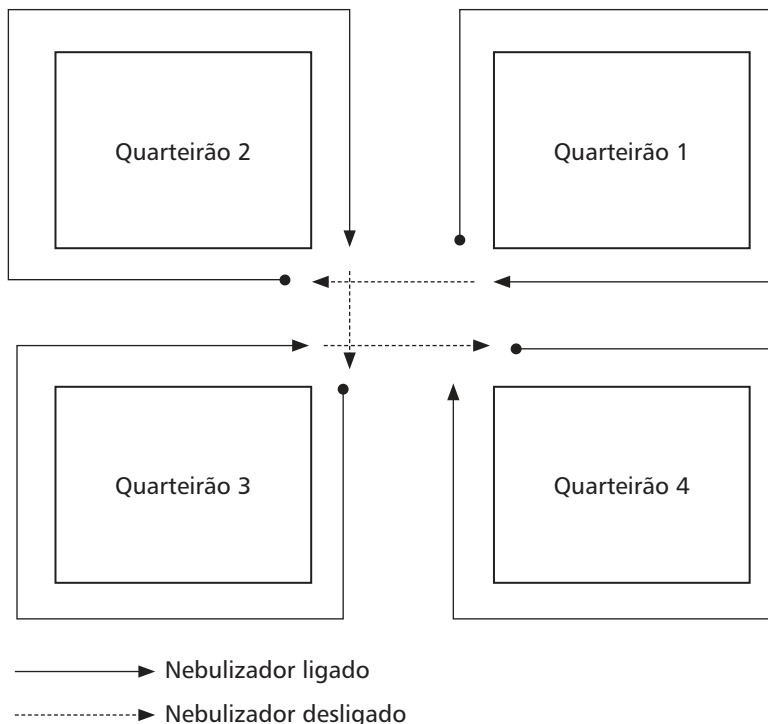 Quarteirão 2
Quarteirão 1
Quarteirão 3
Quarteirão 4
Nebulizador ligado
Nebulizador desligado